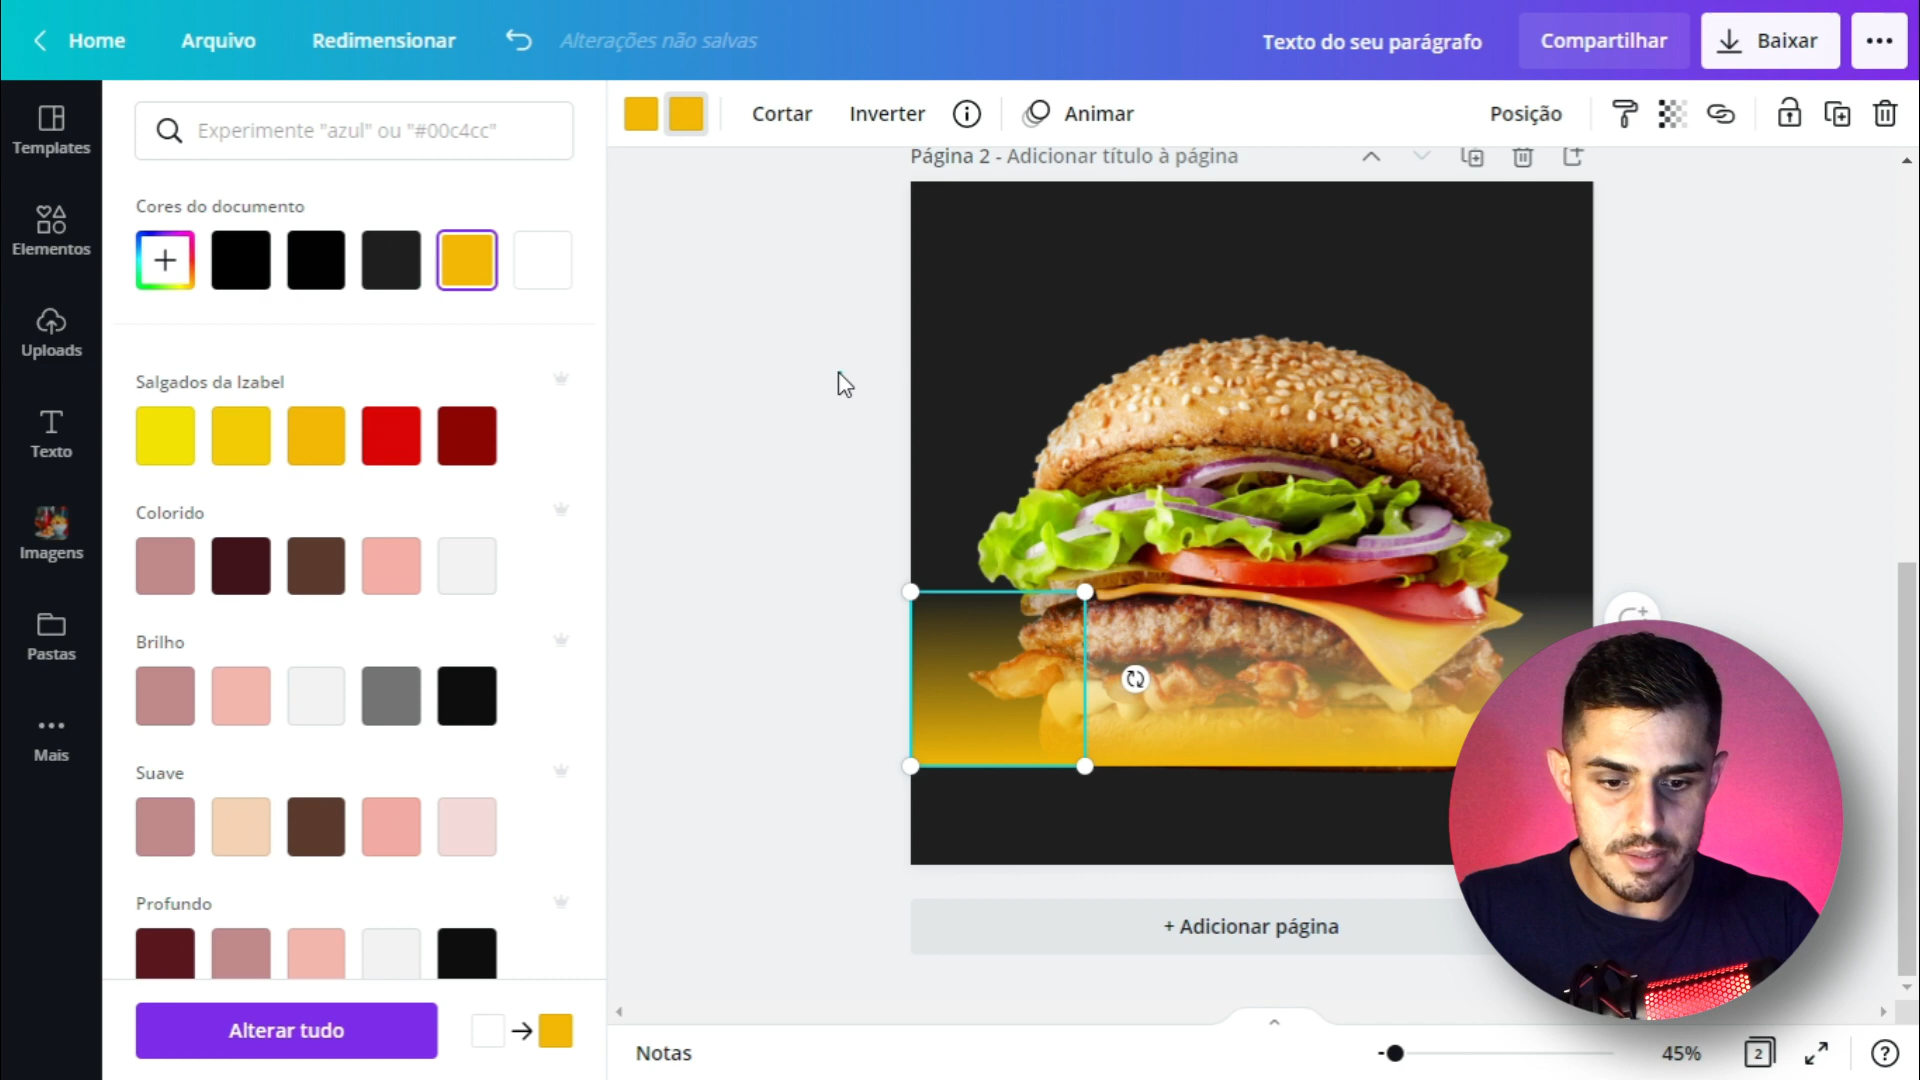 Home
Arquivo
Redimensionar
Alterações não salvas
Texto do seu parágrafo
Compartilhar
Baixar
Templates
Elementos
Uploads
Texto
Imagens
Pastas
Mais
Experimente "azul" ou "#00c4cc"
Cores do documento
Salgados da Izabel
Colorido
Brilho
Suave
Profundo
Alterar tudo
Cortar
Inverter
Animar
Posição
Página 2 - Adicionar título à página
+ Adicionar página
Notas
45%
2